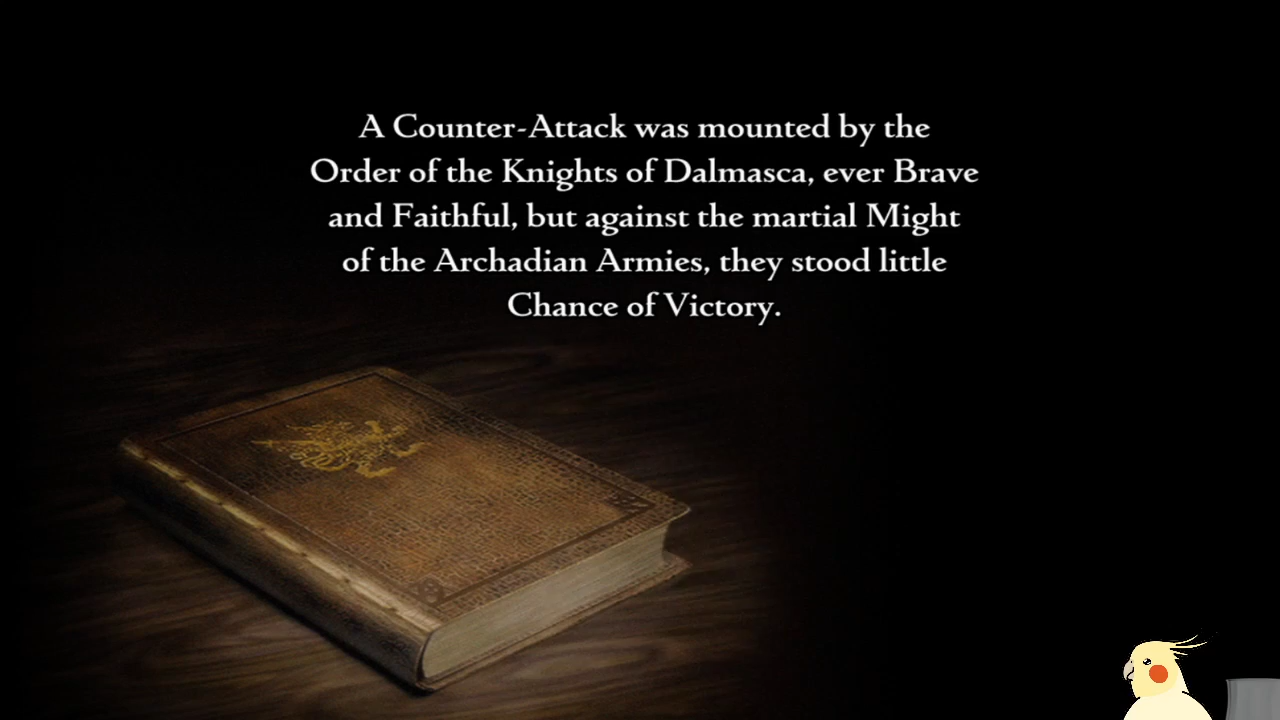 A Counter-Attack was mounted by the
Order of the Knights of Dalmasca, ever Brave
and Faithful, but against the martial Might
of the Archadian Armies, they stood little
Chance of Victory.